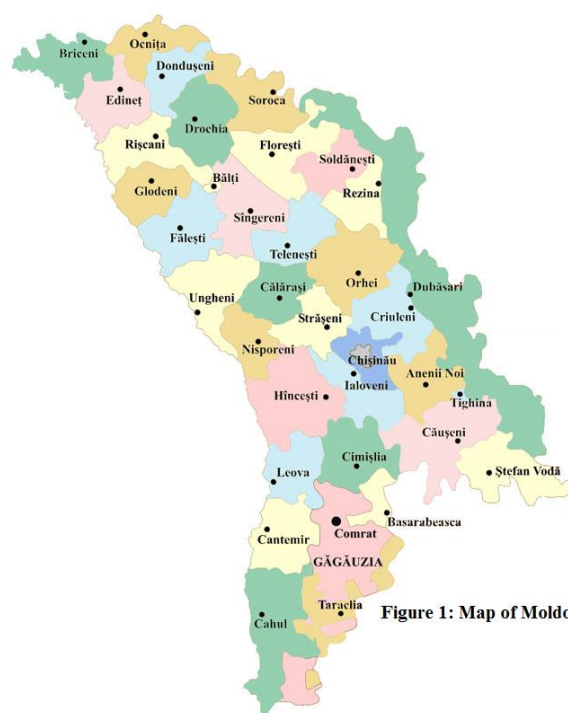 Ocnița
Briceni
Dondușeni
Edineț
Soroca
Drochia
Rîșcani
Florești
Soldănești
Glodeni
Bălți
Rezina
Sîngereni
Fălești
Telenești
Orhei
Călărași
Dubăsari
Ungheni
Criuleni
Strășeni
Nisporeni
Chișinău
Anenii Noi
Ialoveni
Hîncești
Tighina
Căușeni
Cimișlia
Leova
Ștefan Vodă
Basarabeasca
Comrat
Cantemir
GĂGĂUZIA
Taraclia
Cahul
Figure 1: Map of Moldo